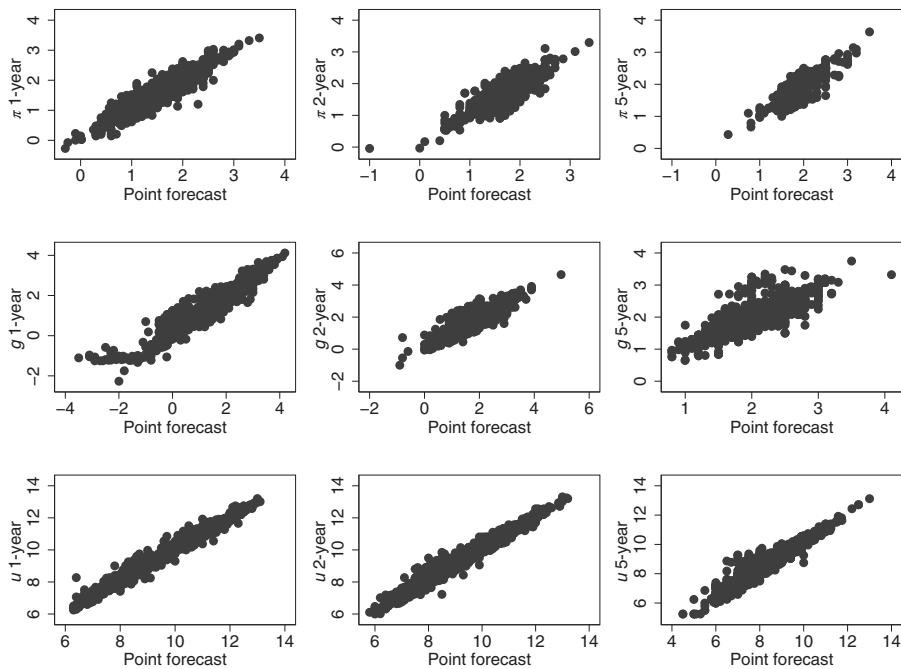 4
3
2
1
0
π 1-year
0 1 2 3 4
Point forecast
4
3
2
1
0
π 2-year
−1 0 1 2 3
Point forecast
4
3
2
1
0
π 5-year
−1 0 1 2 3 4
Point forecast
4
2
0
−2
g 1-year
−4 −2 0 2 4
Point forecast
6
4
2
0
−2
g 2-year
−2 0 2 4 6
Point forecast
4
3
2
1
0
g 5-year
1 2 3 4
Point forecast
14
12
10
8
6
u 1-year
6 8 10 12 14
Point forecast
14
12
10
8
6
u 2-year
6 8 10 12 14
Point forecast
14
12
10
8
6
u 5-year
4 6 8 10 12 14
Point forecast